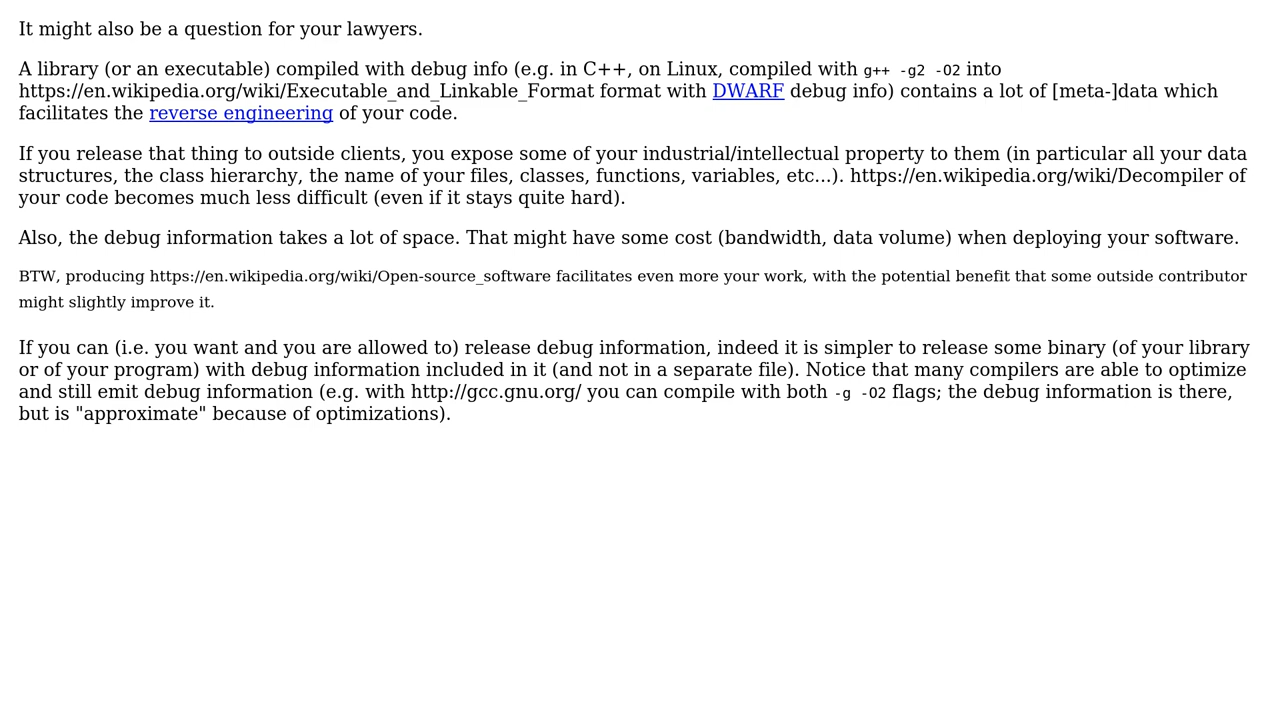 It might also be a question for your lawyers.
A library (or an executable) compiled with debug info (e.g. in C++, on Linux, compiled with g++ -g2 -O2 into
https://en.wikipedia.org/wiki/Executable_and_Linkable_Format format with DWARF debug info) contains a lot of [meta-]data which
facilitates the reverse engineering of your code.
If you release that thing to outside clients, you expose some of your industrial/intellectual property to them (in particular all your data
structures, the class hierarchy, the name of your files, classes, functions, variables, etc...). https://en.wikipedia.org/wiki/Decompiler of
your code becomes much less difficult (even if it stays quite hard).
Also, the debug information takes a lot of space. That might have some cost (bandwidth, data volume) when deploying your software.
BTW, producing https://en.wikipedia.org/wiki/Open-source_software facilitates even more your work, with the potential benefit that some outside contributor
might slightly improve it.
If you can (i.e. you want and you are allowed to) release debug information, indeed it is simpler to release some binary (of your library
or of your program) with debug information included in it (and not in a separate file). Notice that many compilers are able to optimize
and still emit debug information (e.g. with http://gcc.gnu.org/ you can compile with both -g -O2 flags; the debug information is there,
but is "approximate" because of optimizations).